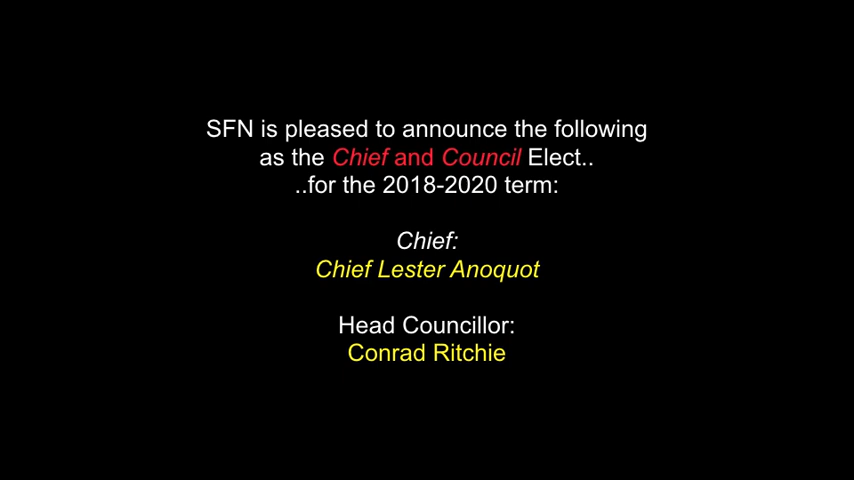 SFN is pleased to announce the following
as the Chief and Council Elect..
..for the 2018-2020 term:
Chief:
Chief Lester Anoquot
Head Councillor:
Conrad Ritchie